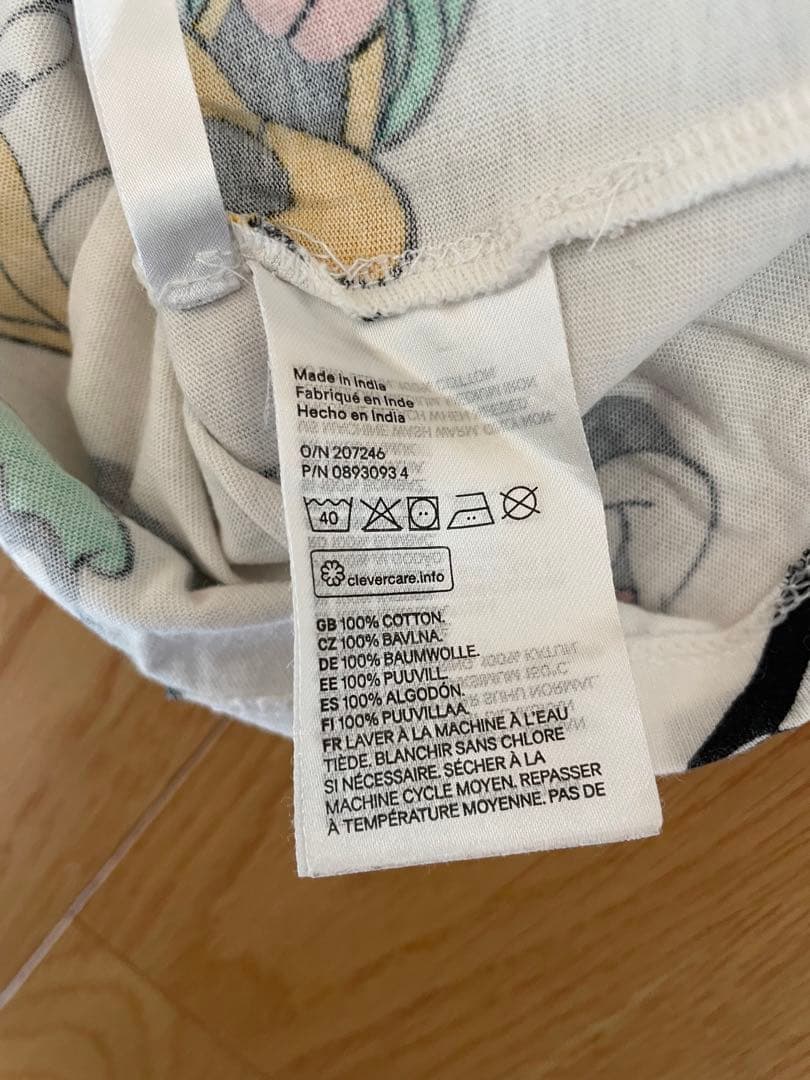 Made in India
Fabriqué en Inde
Hecho en India
O/N 207246
P/N 0893093 4
40
clevercare.info
GB 100% COTTON.
CZ 100% BAVLNA.
DE 100% BAUMWOLLE.
EE 100% PUUVILL.
ES 100% ALGODÓN.
FI 100% PUUVILLAA.
FR LAVER À LA MACHINE À L'EAU
TIÈDE. BLANCHIR SANS CHLORE
SI NÉCESSAIRE. SÉCHER À LA
MACHINE CYCLE MOYEN. REPASSER
À TEMPÉRATURE MOYENNE. PAS DE